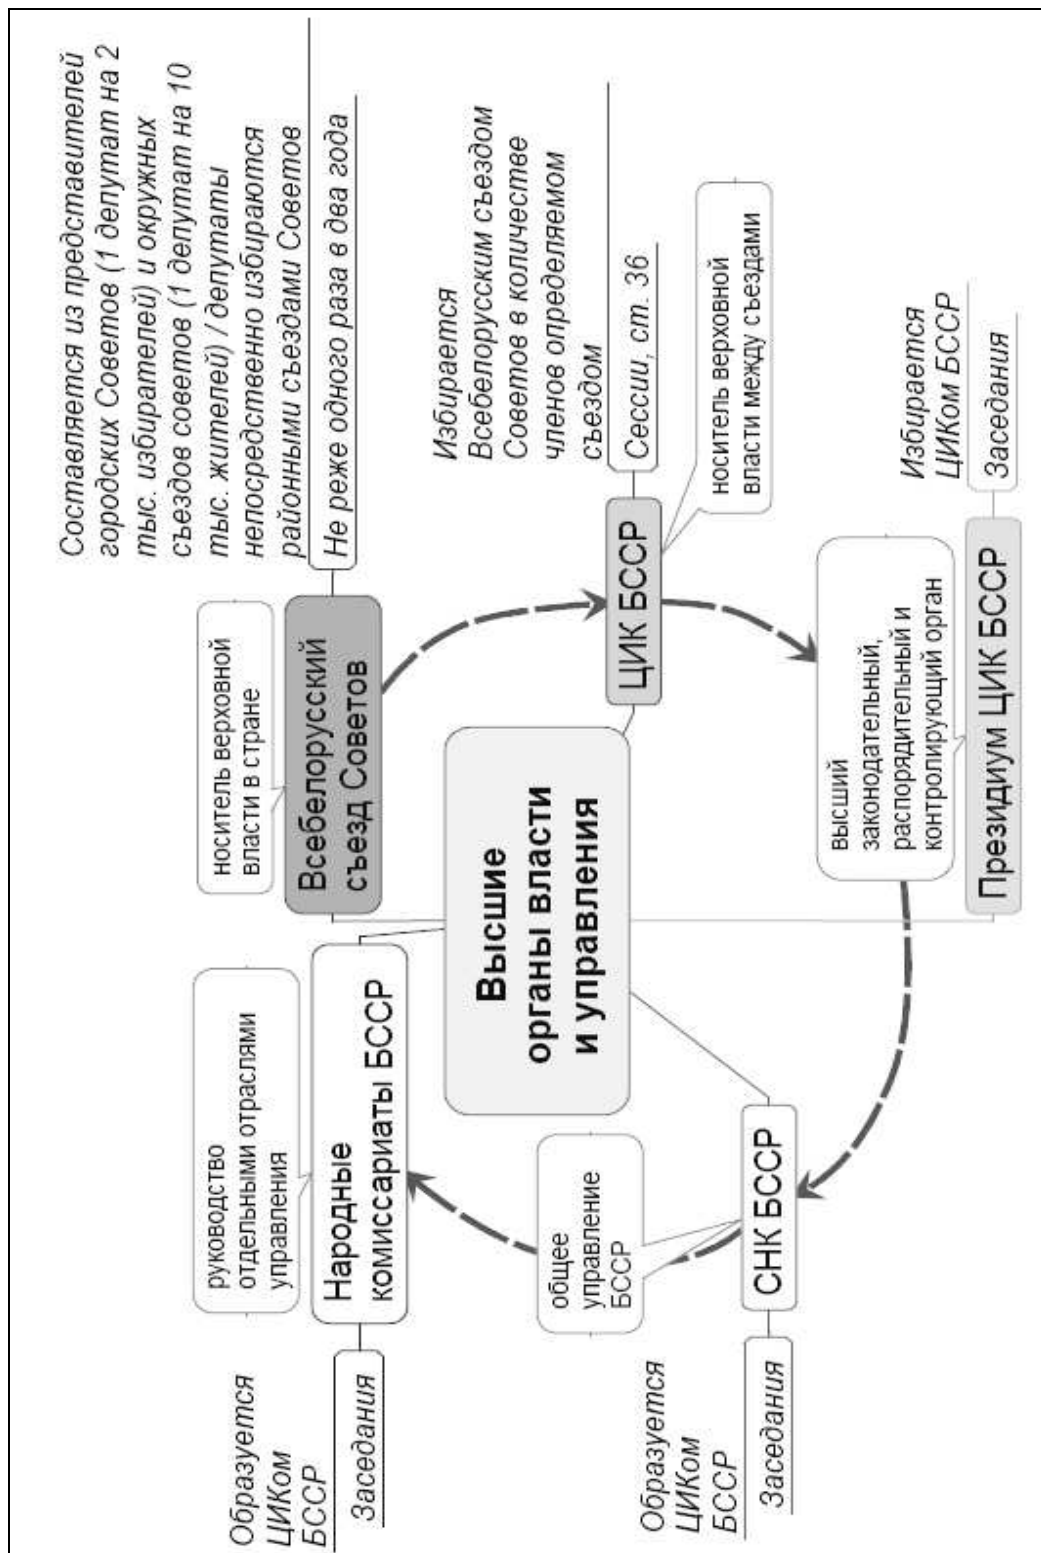 Высшие
органы власти
и управления
носитель верховной
власти в стране
Всебелорусский
съезд Советов
Составляется из представителей
городских Советов (1 депутат на 2
тыс. избирателей) и окружных
съездов советов (1 депутат на 10
тыс. жителей) / депутаты
непосредственно избираются
районными съездами Советов
Не реже одного раза в два года
ЦИК БССР
Избирается
Всебелорусским съездом
Советов в количестве
членов определяемом
съездом
Сессии, ст. 36
носитель верховной
власти между съездами
высший
законодательный,
распорядительный и
контролирующий орган
Президиум ЦИК БССР
Избирается
ЦИКом БССР
Заседания
общее
управление
БССР
СНК БССР
Образуется
ЦИКом
БССР
Заседания
руководство
отдельными отраслями
управления
Народные
комиссариаты БССР
Образуется
ЦИКом
БССР
Заседания